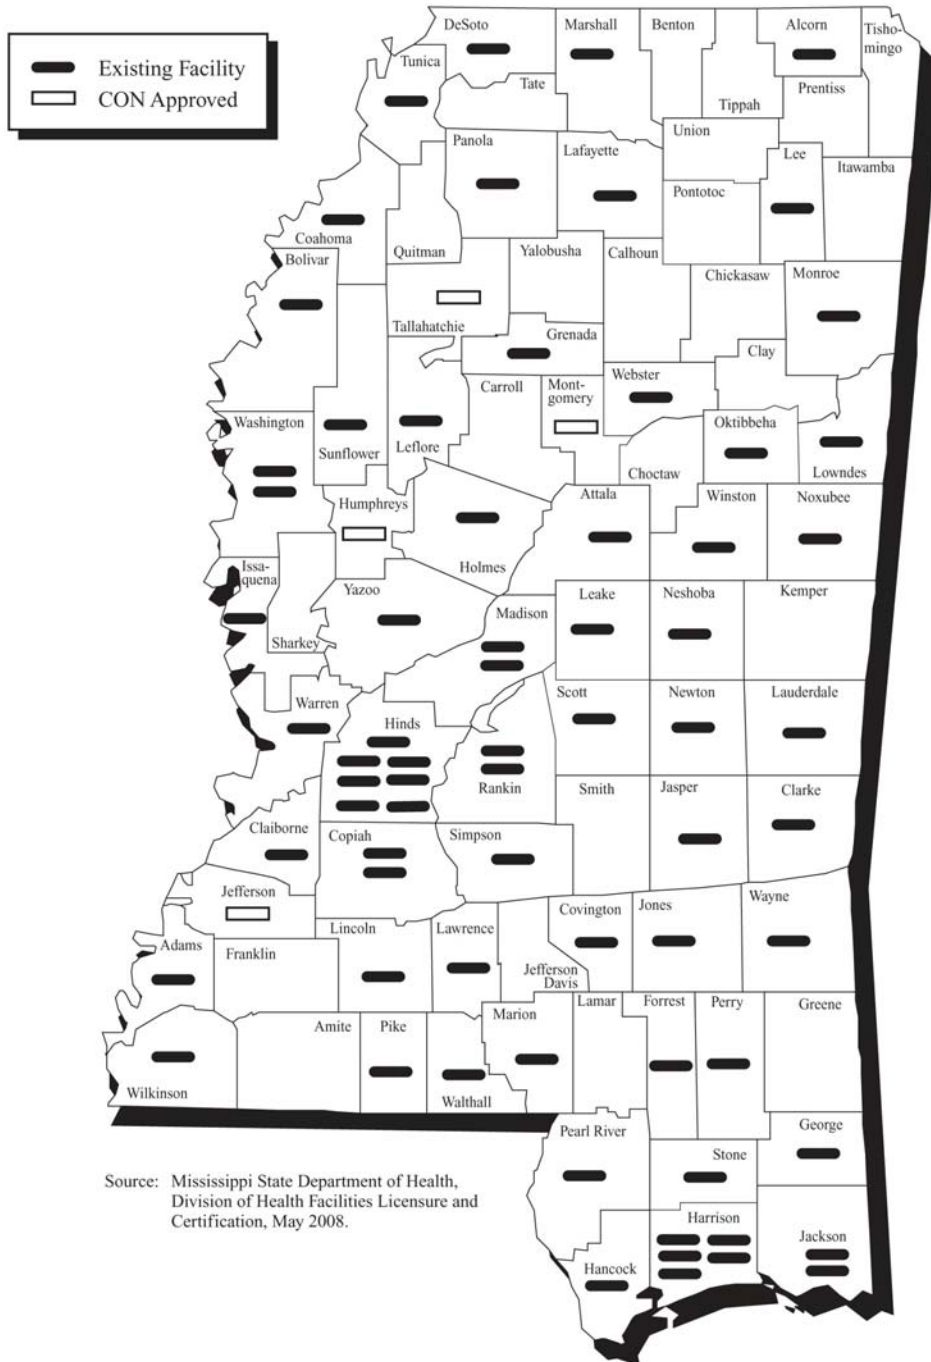 Existing Facility
CON Approved
DeSoto
Marshall
Benton
Alcorn
Tisho-
mingo
Tunica
Tate
Tippah
Prentiss
Panola
Lafayette
Union
Lee
Itawamba
Pontotoc
Coahoma
Quitman
Yalobusha
Calhoun
Bolivar
Chickasaw
Monroe
Tallahatchie
Grenada
Clay
Carroll
Mont-
gomery
Webster
Washington
Sunflower
Leflore
Oktibbeha
Choctaw
Lowndes
Humphreys
Attala
Winston
Noxubee
Holmes
Issa-
quena
Yazoo
Sharkey
Madison
Leake
Neshoba
Kemper
Warren
Hinds
Scott
Newton
Lauderdale
Rankin
Smith
Jasper
Clarke
Claiborne
Copiah
Simpson
Jefferson
Covington
Jones
Wayne
Adams
Franklin
Lincoln
Lawrence
Jefferson
Davis
Marion
Lamar
Forrest
Perry
Greene
Amite
Pike
Wilkinson
Walthall
Pearl River
George
Stone
Source: Mississippi State Department of Health,
Division of Health Facilities Licensure and
Certification, May 2008.
Harrison
Jackson
Hancock